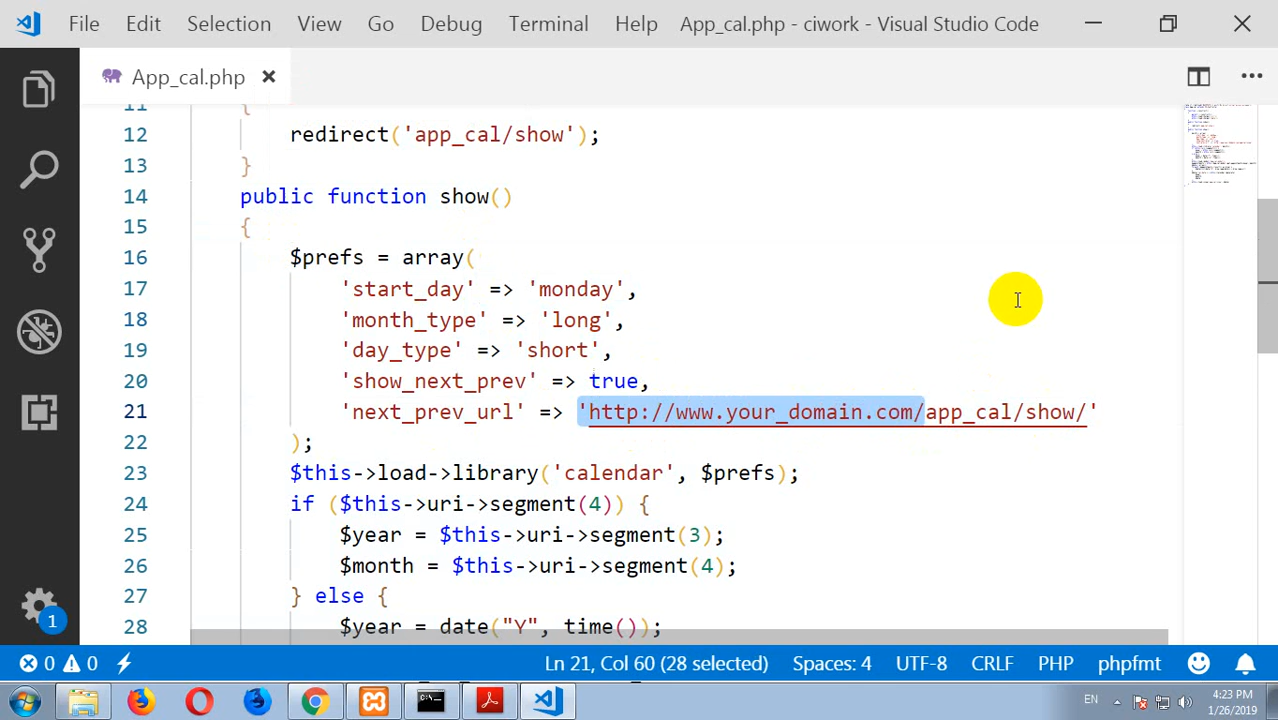 File Edit Selection View Go Debug Terminal Help App_cal.php - ciwork - Visual Studio Code
App_cal.php
11 {
12 redirect('app_cal/show');
13 }
14 public function show()
15 {
16 $prefs = array(
17 'start_day' => 'monday',
18 'month_type' => 'long',
19 'day_type' => 'short',
20 'show_next_prev' => true,
21 'next_prev_url' => 'http://www.your_domain.com/app_cal/show/'
22 );
23 $this->load->library('calendar', $prefs);
24 if ($this->uri->segment(4)) {
25 $year = $this->uri->segment(3);
26 $month = $this->uri->segment(4);
27 } else {
28 $year = date("Y", time());
1
0 0 Ln 21, Col 60 (28 selected) Spaces: 4 UTF-8 CRLF PHP phpfmt
EN 4:23 PM
1/26/2019